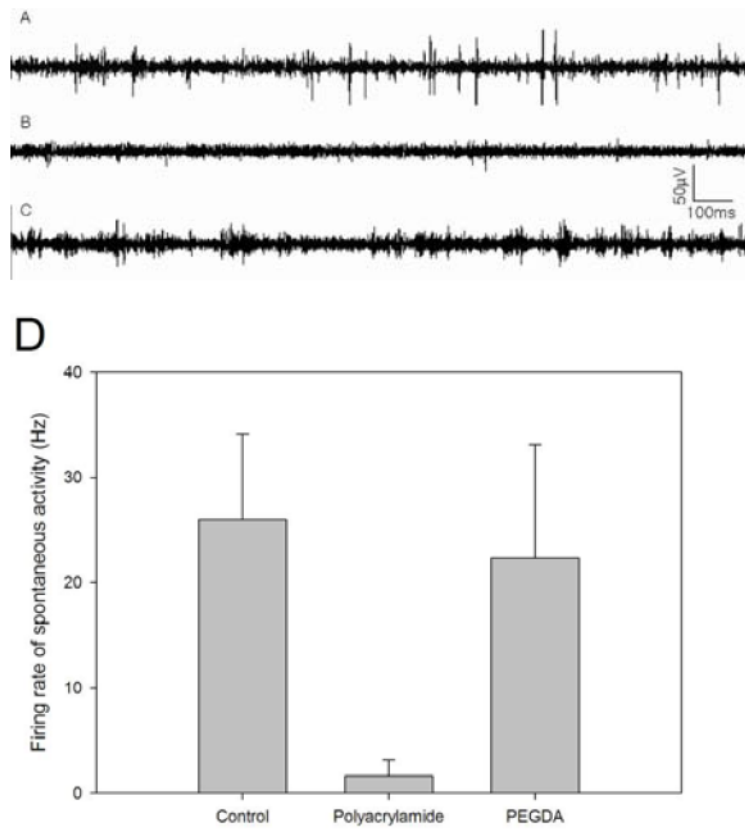 A
B
50µV
100ms
C
D
Firing rate of spontaneous activity (Hz)
40
30
20
10
0
Control Polyacrylamide PEGDA